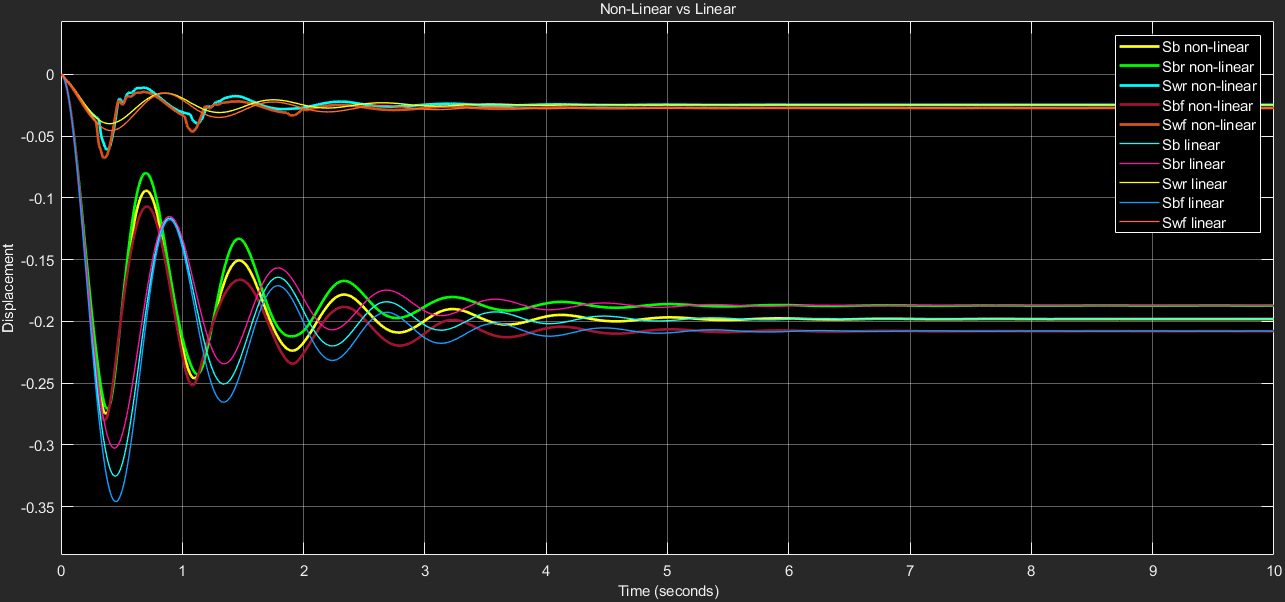 Non-Linear vs Linear
Sb non-linear
Sbr non-linear
Swr non-linear
Sbf non-linear
Swf non-linear
Sb linear
Sbr linear
Swr linear
Sbf linear
Swf linear
Displacement
0
-0.05
-0.1
-0.15
-0.2
-0.25
-0.3
-0.35
0 1 2 3 4 5 6 7 8 9 10
Time (seconds)